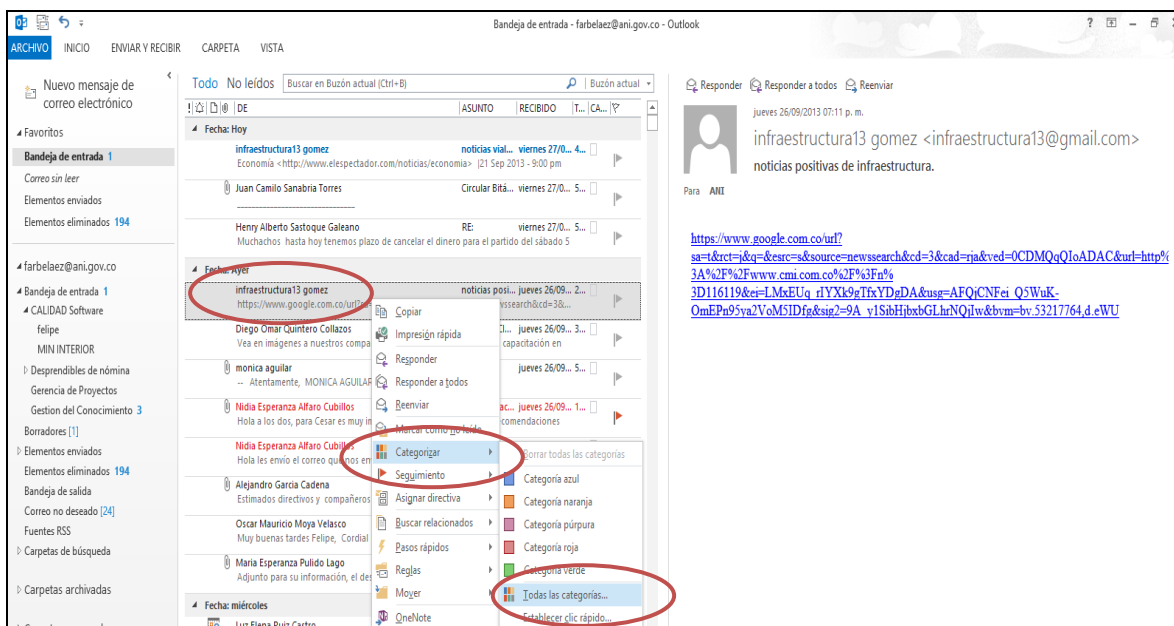 Bandeja de entrada - farbelaez@ani.gov.co - Outlook
ARCHIVO INICIO ENVIAR Y RECIBIR CARPETA VISTA
Nuevo mensaje de
correo electrónico
Favoritos
Bandeja de entrada 1
Correo sin leer
Elementos enviados
Elementos eliminados 194
farbelaez@ani.gov.co
Bandeja de entrada 1
CALIDAD Software
felipe
MIN INTERIOR
Desprendibles de nómina
Gerencia de Proyectos
Gestion del Conocimiento 3
Borradores [1]
Elementos enviados
Elementos eliminados 194
Bandeja de salida
Correo no deseado [24]
Fuentes RSS
Carpetas de búsqueda
Carpetas archivadas
Todo No leídos Buscar en Buzón actual (Ctrl+B) Buzón actual
DE ASUNTO RECIBIDO T... CA...
Fecha: Hoy
infraestructura13 gomez noticias vial... viernes 27/0... 4...
Economía <http://www.elespectador.com/noticias/economia> |21 Sep 2013 - 9:00 pm
Juan Camilo Sanabria Torres Circular Bitá... viernes 27/0... 5...
Henry Alberto Sastoque Galeano RE: viernes 27/0... 5...
Muchachos hasta hoy tenemos plazo de cancelar el dinero para el partido del sábado 5
Fecha: Ayer
infraestructura13 gomez noticias posi... jueves 26/09... 2...
Diego Omar Quintero Collazos jueves 26/09... 3...
Vea en imágenes a nuestros compa capacitación en
monica aguilar jueves 26/09... 5...
-- Atentamente, MONICA AGUILAR
Nidia Esperanza Alfaro Cubillos jueves 26/09... 1...
Hola a los dos, para Cesar es muy in comendaciones
Nidia Esperanza Alfaro Cubillos
Hola les envío el correo que nos en
Alejandro Garcia Cadena
Estimados directivos y compañeros
Oscar Mauricio Moya Velasco
Muy buenas tardes Felipe, Cordial
Maria Esperanza Pulido Lago
Adjunto para su información, el des
Fecha: miércoles
Luz Elena Ruiz Castro
Copiar
Impresión rápida
Responder
Responder a todos
Reenviar
Marcar como no leído
Categorizar
Seguimiento
Asignar directiva
Buscar relacionados
Pasos rápidos
Reglas
Mover
OneNote
Borrar todas las categorías
Categoría azul
Categoría naranja
Categoría púrpura
Categoría roja
Categoría verde
Todas las categorías...
Establecer clic rápido...
Responder Responder a todos Reenviar
jueves 26/09/2013 07:11 p. m.
infraestructura13 gomez <infraestructura13@gmail.com>
noticias positivas de infraestructura.
Para ANI
https://www.google.com.co/url?
sa=t&rct=j&q=&esrc=s&source=newssearch&cd=3&cad=rja&ved=0CDMQqQIoADAC&url=http%
3A%2F%2Fwww.cmi.com.co%2F%3Fn%
3D116119&ei=LMxEUq_rIYXk9gTfxYDgDA&usg=AFQjCNFei_Q5WuK-
OmEPn95ya2VoM5IDfg&sig2=9A_y1SibHjbxbGLhrNQjIw&bvm=bv.53217764,d.eWU